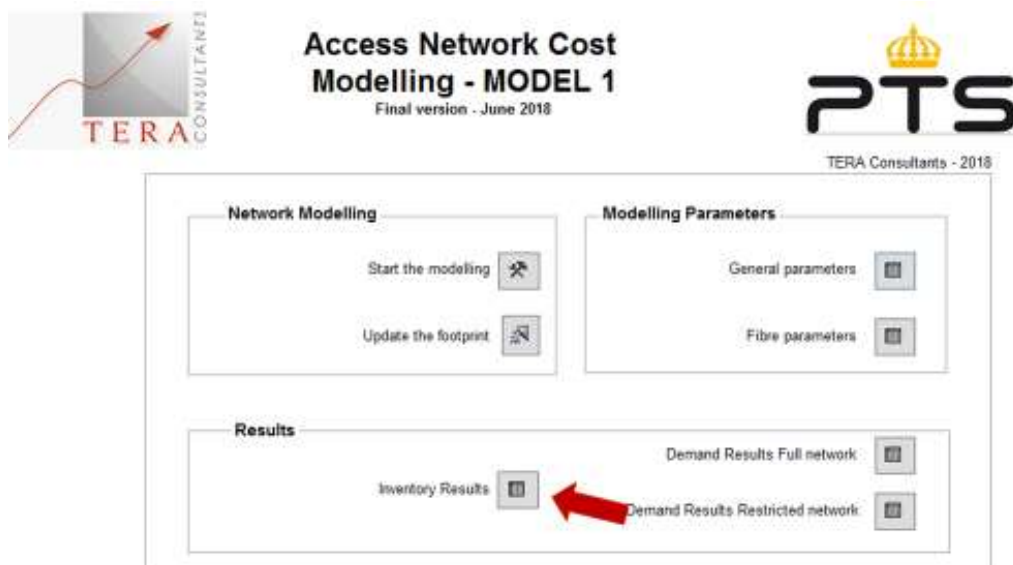 TERA
CONSULTANTS
Access Network Cost
Modelling - MODEL 1
Final version - June 2018
PTS
TERA Consultants - 2018
Network Modelling
Start the modelling
Update the footprint
Modelling Parameters
General parameters
Fibre parameters
Results
Inventory Results
Demand Results Full network
Demand Results Restricted network